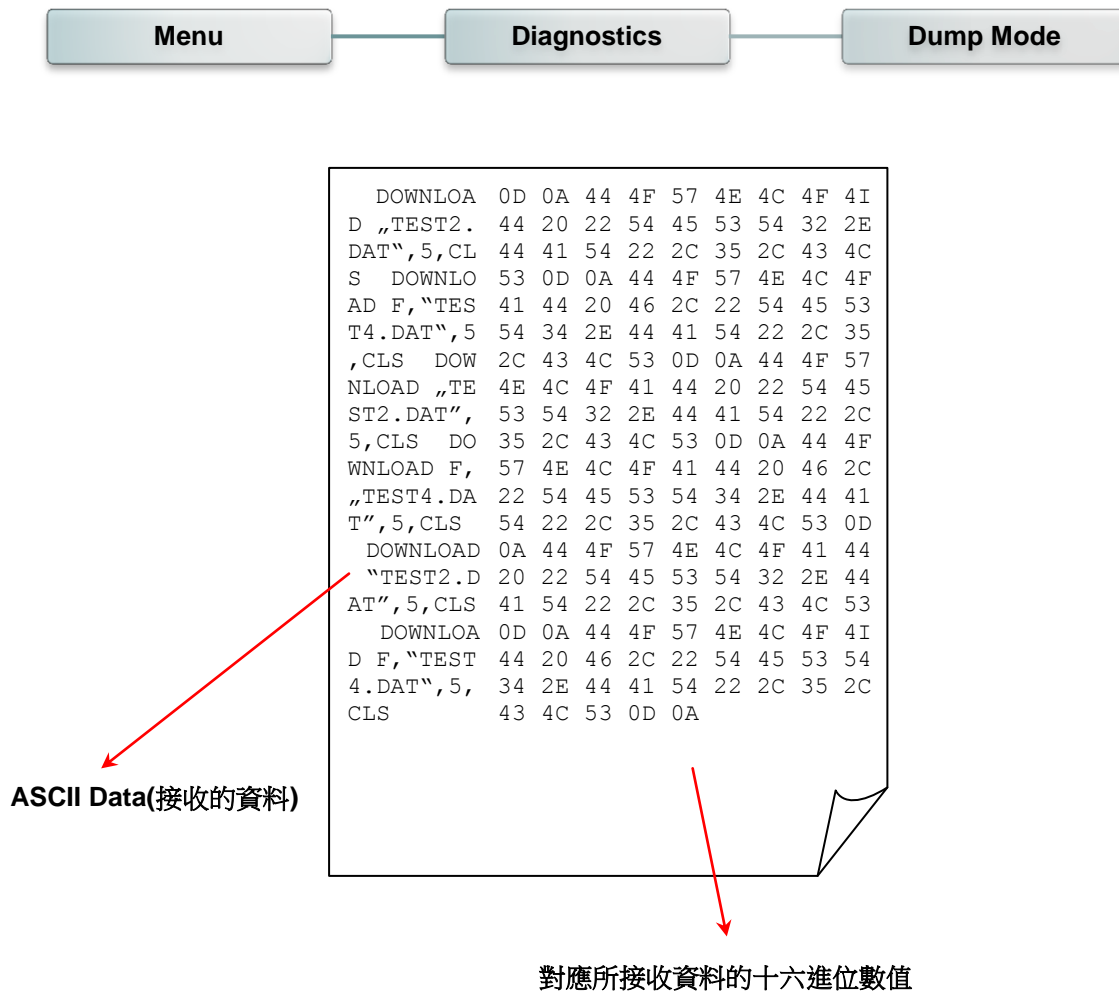 Menu Diagnostics Dump Mode
DOWNLOA 0D 0A 44 4F 57 4E 4C 4F 4I
D „TEST2. 44 20 22 54 45 53 54 32 2E
DAT‟,5,CL 44 41 54 22 2C 35 2C 43 4C
S DOWNLO 53 0D 0A 44 4F 57 4E 4C 4F
AD F,‟TES 41 44 20 46 2C 22 54 45 53
T4.DAT‟,5 54 34 2E 44 41 54 22 2C 35
,CLS DOW 2C 43 4C 53 0D 0A 44 4F 57
NLOAD „TE 4E 4C 4F 41 44 20 22 54 45
ST2.DAT”, 53 54 32 2E 44 41 54 22 2C
5,CLS DO 35 2C 43 4C 53 0D 0A 44 4F
WNLOAD F, 57 4E 4C 4F 41 44 20 46 2C
„TEST4.DA 22 54 45 53 54 34 2E 44 41
T”,5,CLS 54 22 2C 35 2C 43 4C 53 0D
DOWNLOAD 0A 44 4F 57 4E 4C 4F 41 44
‟TEST2.D 20 22 54 45 53 54 32 2E 44
AT”,5,CLS 41 54 22 2C 35 2C 43 4C 53
DOWNLOA 0D 0A 44 4F 57 4E 4C 4F 4I
D F,‟TEST 44 20 46 2C 22 54 45 53 54
4.DAT‟,5, 34 2E 44 41 54 22 2C 35 2C
CLS 43 4C 53 0D 0A
ASCII Data(接收的資料)
對應所接收資料的十六進位數值